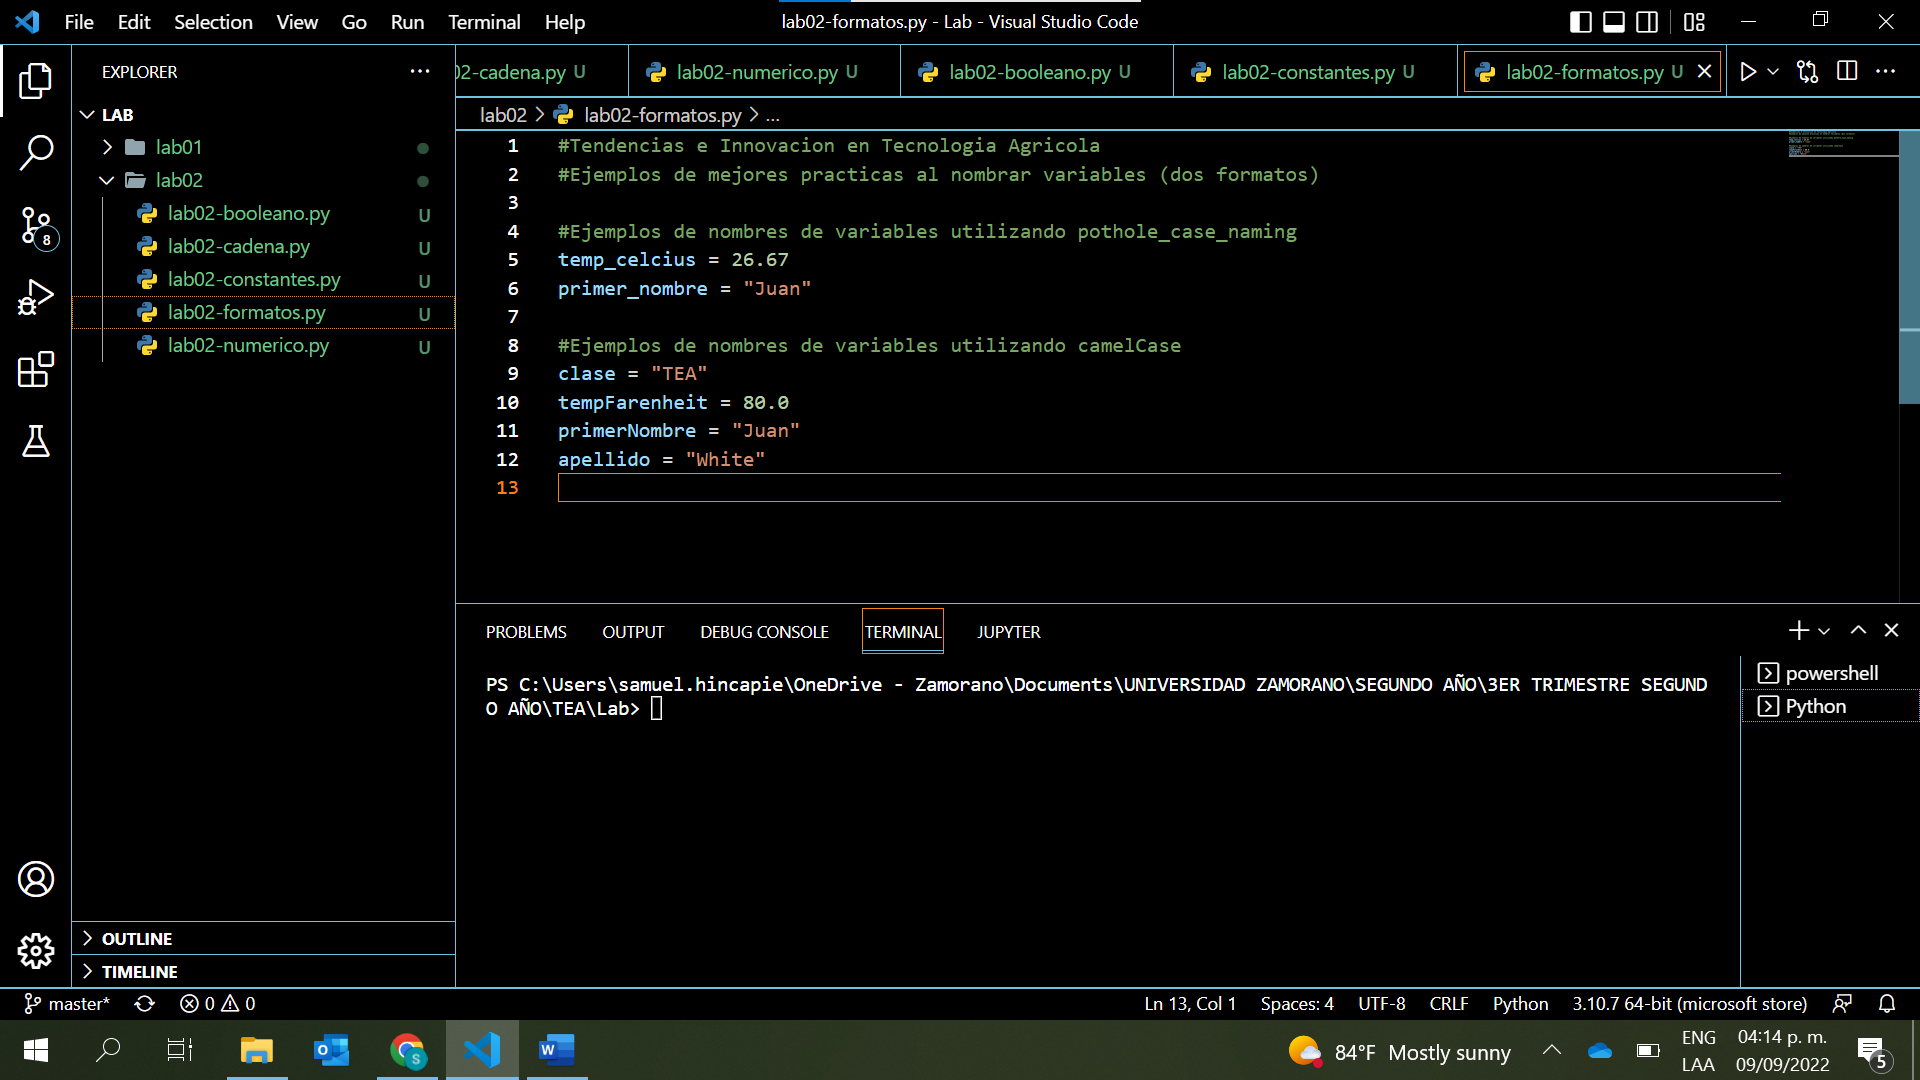 File Edit Selection View Go Run Terminal Help
lab02-formatos.py - Lab - Visual Studio Code
EXPLORER
02-cadena.py U
lab02-numerico.py U
lab02-booleano.py U
lab02-constantes.py U
lab02-formatos.py U
LAB
lab01
lab02
lab02-booleano.py U
lab02-cadena.py U
lab02-constantes.py U
lab02-formatos.py U
lab02-numerico.py U
8
lab02 > lab02-formatos.py > ...
1 #Tendencias e Innovacion en Tecnologia Agricola
2 #Ejemplos de mejores practicas al nombrar variables (dos formatos)
3
4 #Ejemplos de nombres de variables utilizando pothole_case_naming
5 temp_celcius = 26.67
6 primer_nombre = "Juan"
7
8 #Ejemplos de nombres de variables utilizando camelCase
9 clase = "TEA"
10 tempFarenheit = 80.0
11 primerNombre = "Juan"
12 apellido = "White"
13
PROBLEMS OUTPUT DEBUG CONSOLE TERMINAL JUPYTER
PS C:\Users\samuel.hincapie\OneDrive - Zamorano\Documents\UNIVERSIDAD ZAMORANO\SEGUNDO AÑO\3ER TRIMESTRE SEGUND
O AÑO\TEA\Lab>
powershell
Python
OUTLINE
TIMELINE
master* 0 0
Ln 13, Col 1 Spaces: 4 UTF-8 CRLF Python 3.10.7 64-bit (microsoft store)
84°F Mostly sunny
ENG
LAA
04:14 p. m.
09/09/2022
5